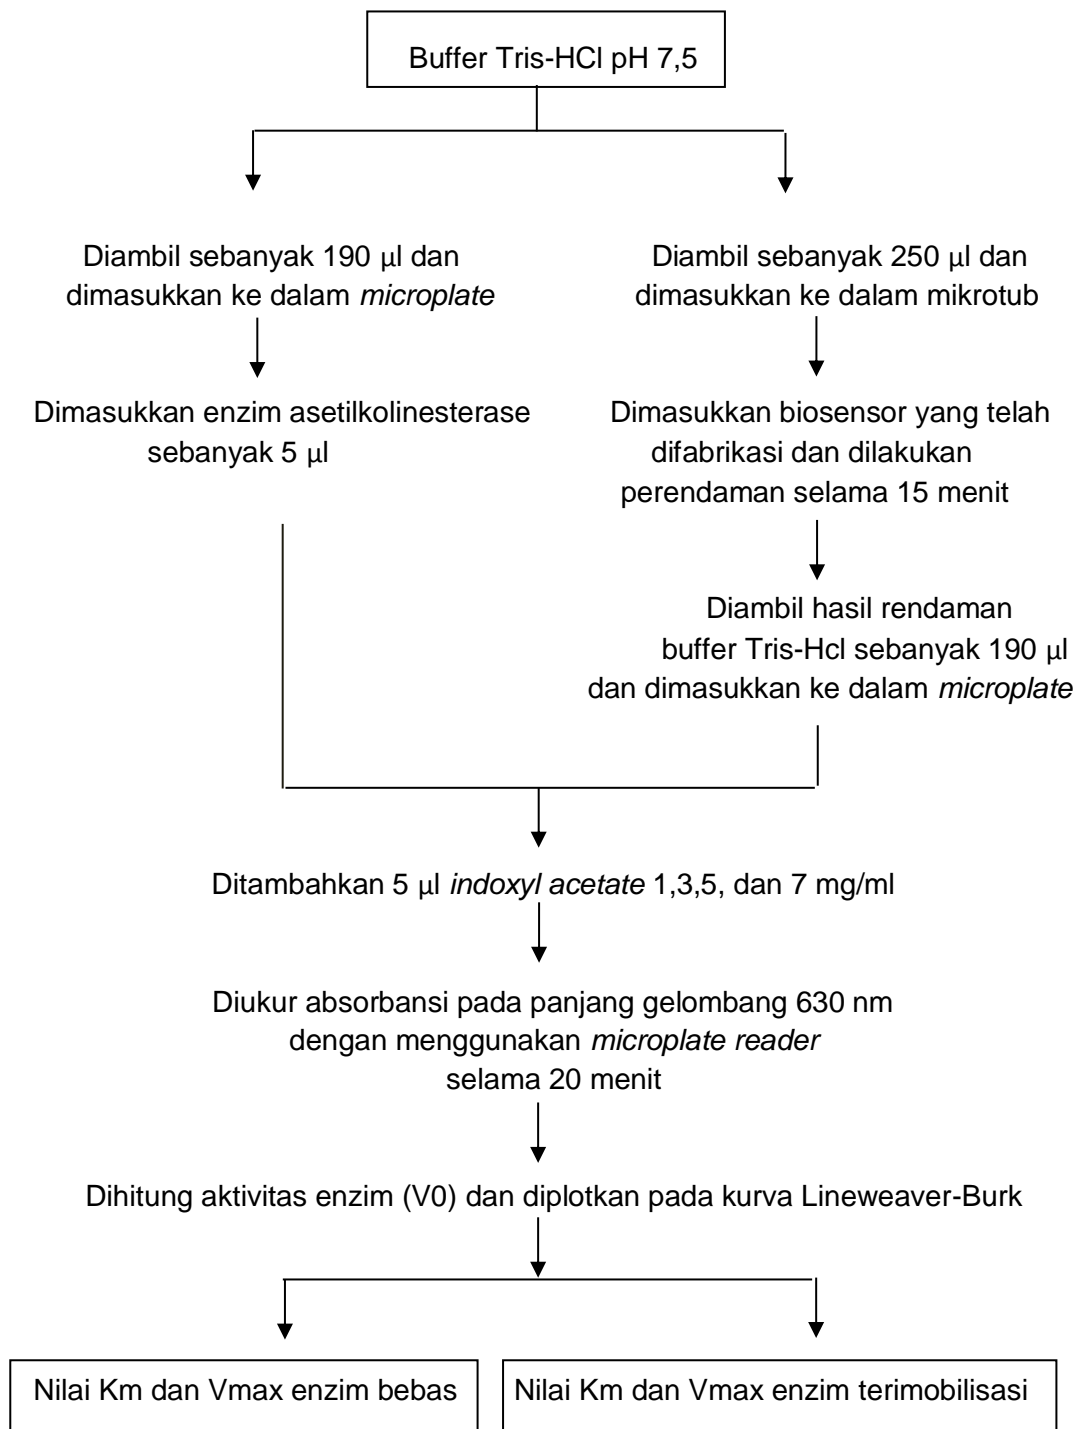 Buffer Tris-HCl pH 7,5
Diambil sebanyak 190 µl dan
dimasukkan ke dalam microplate
Dimasukkan enzim asetilkolinesterase
sebanyak 5 µl
Diambil sebanyak 250 µl dan
dimasukkan ke dalam mikrotub
Dimasukkan biosensor yang telah
difabrikasi dan dilakukan
perendaman selama 15 menit
Diambil hasil rendaman
buffer Tris-Hcl sebanyak 190 µl
dan dimasukkan ke dalam microplate
Ditambahkan 5 µl indoxyl acetate 1,3,5, dan 7 mg/ml
Diukur absorbansi pada panjang gelombang 630 nm
dengan menggunakan microplate reader
selama 20 menit
Dihitung aktivitas enzim (V0) dan diplotkan pada kurva Lineweaver-Burk
Nilai Km dan Vmax enzim bebas
Nilai Km dan Vmax enzim terimobilisasi